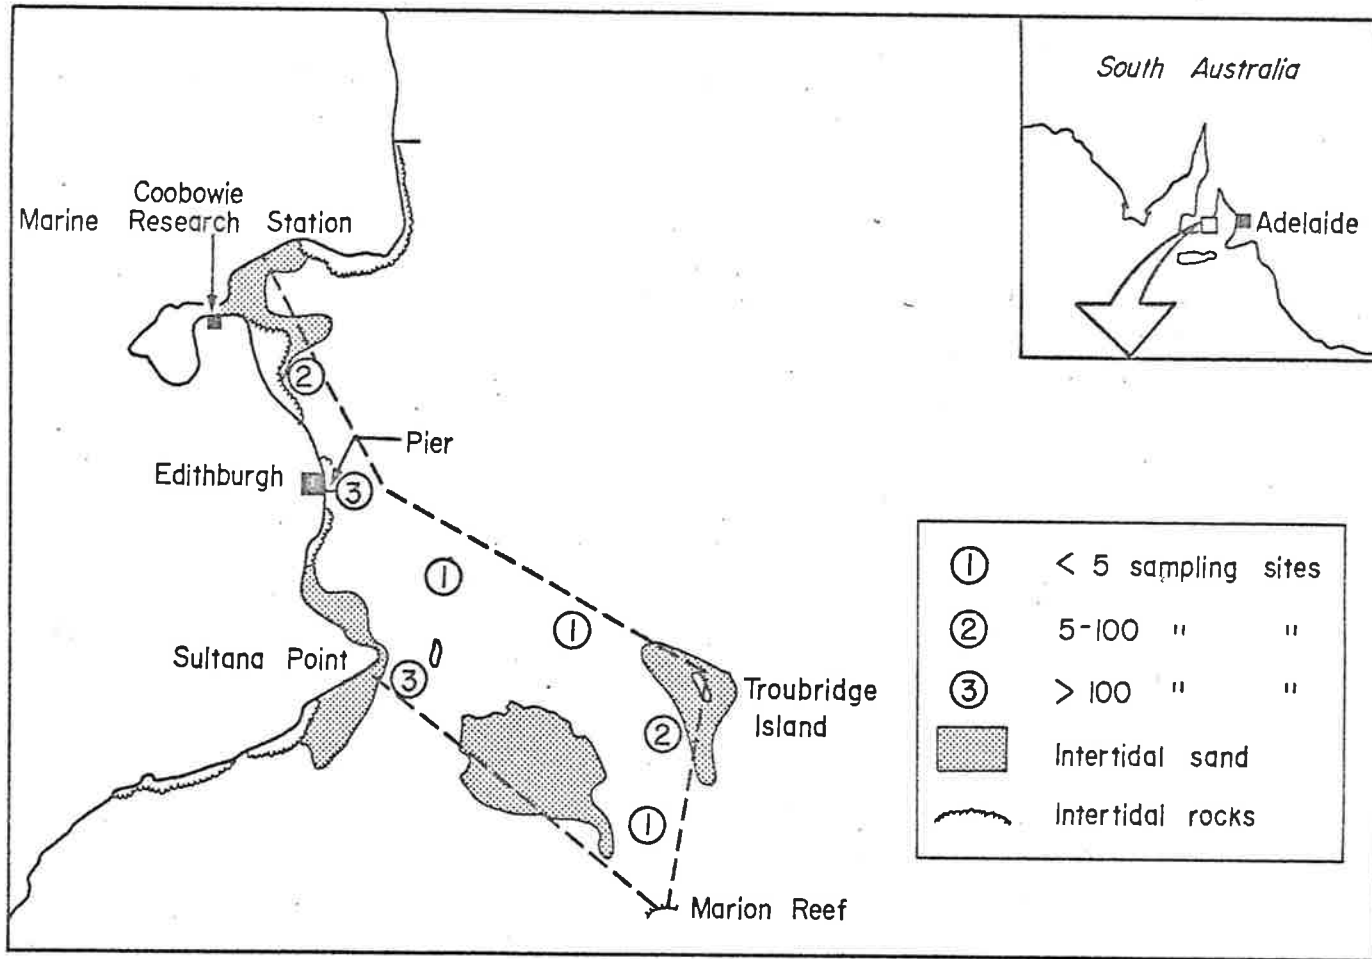 South Australia
Adelaide
Coobowie
Marine Research Station
Pier
Edithburgh
Sultana Point
Troubridge
Island
Marion Reef
2
3
1
1
3
2
1
1 < 5 sampling sites
2 5-100 " "
3 > 100 " "
Intertidal sand
Intertidal rocks